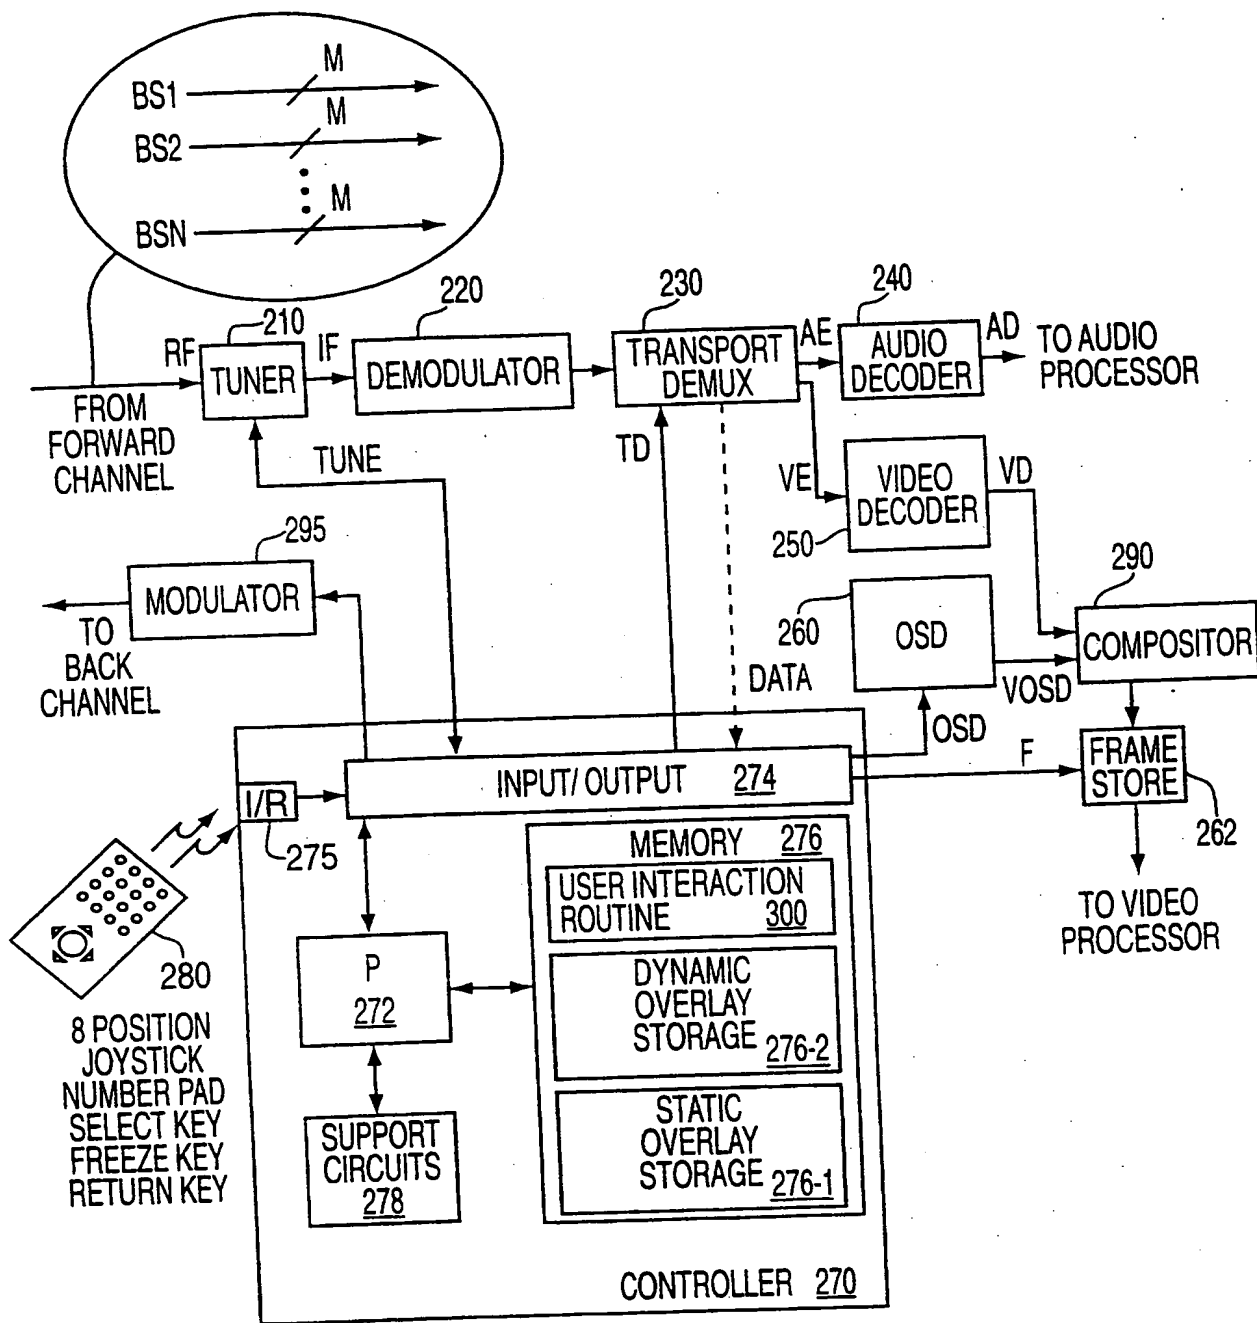 BS1
M
BS2
M
BSN
M
RF
210
TUNER
IF
220
DEMODULATOR
230
TRANSPORT
DEMUX
AE
240
AUDIO
DECODER
AD
TO AUDIO
PROCESSOR
FROM
FORWARD
CHANNEL
TUNE
TD
VE
VIDEO
DECODER
250
VD
295
MODULATOR
TO
BACK
CHANNEL
DATA
260
OSD
OSD
VOSD
290
COMPOSITOR
F
FRAME
STORE
262
TO VIDEO
PROCESSOR
I/R
275
INPUT/ OUTPUT 274
280
8 POSITION
JOYSTICK
NUMBER PAD
SELECT KEY
FREEZE KEY
RETURN KEY
P
272
SUPPORT
CIRCUITS
278
MEMORY 276
USER INTERACTION
ROUTINE 300
DYNAMIC
OVERLAY
STORAGE
276-2
STATIC
OVERLAY
STORAGE
276-1
CONTROLLER 270